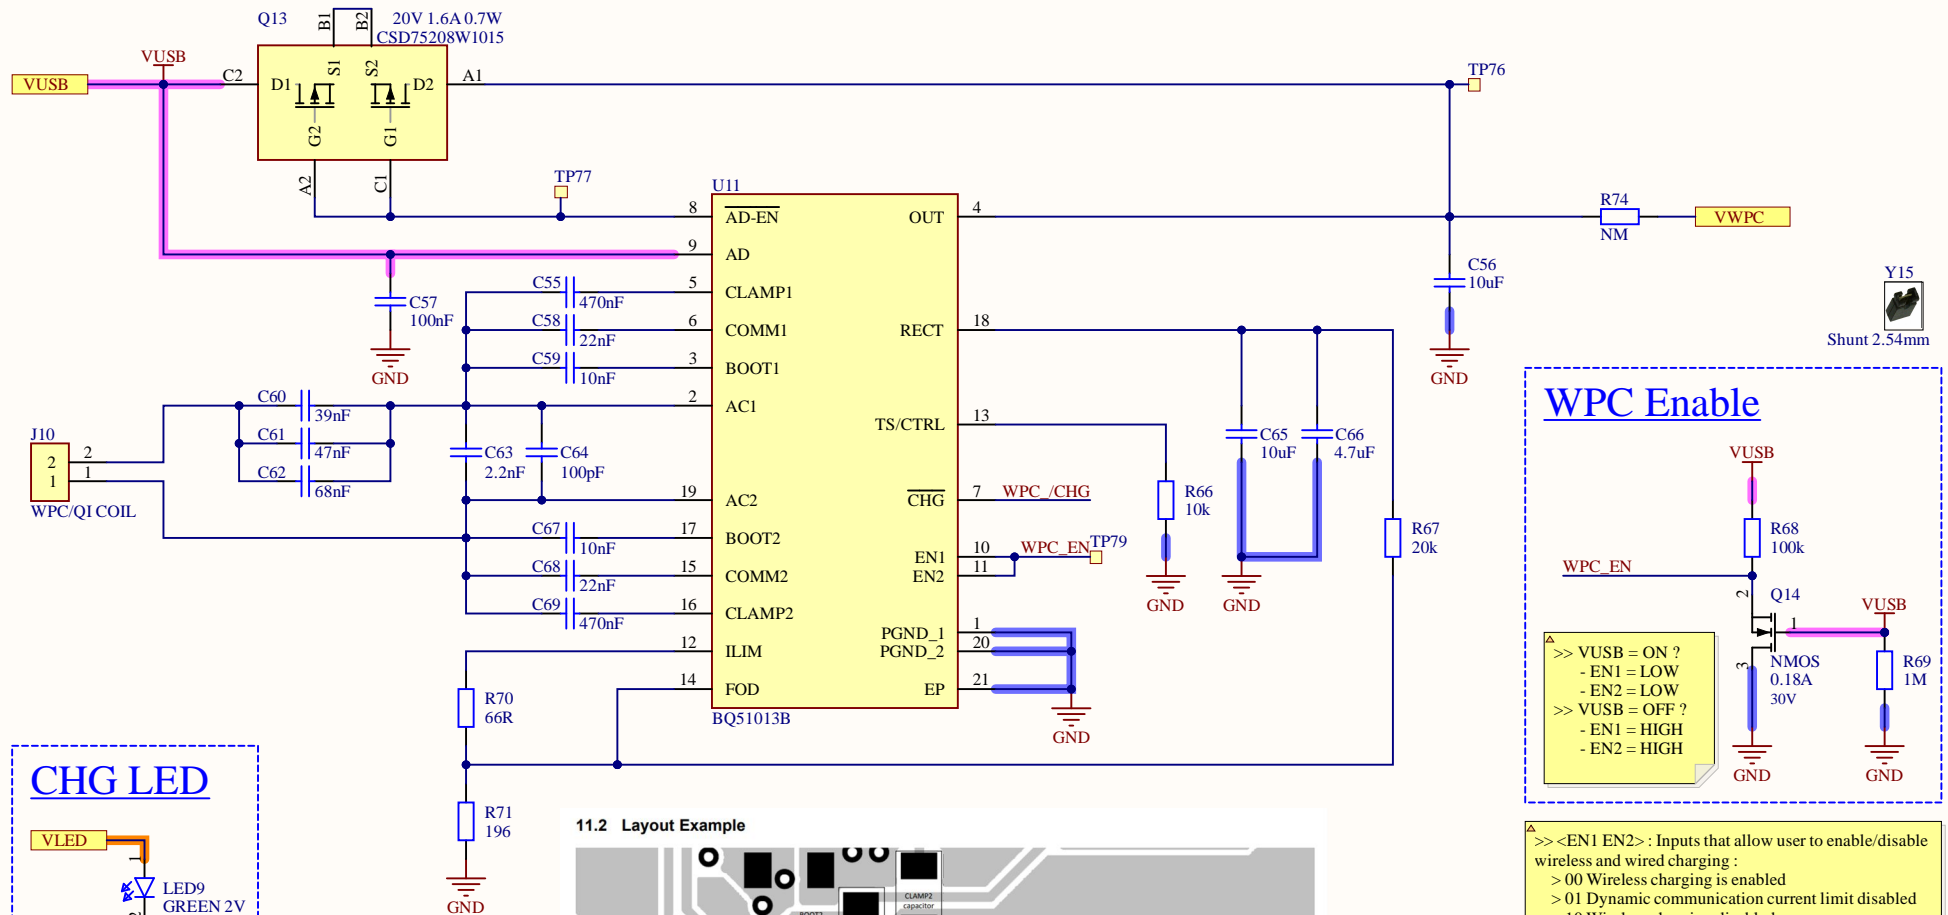 Q13
B1
B2
20V 1.6A 0.7W
CSD75208W1015
VUSB
VUSB
C2
D1
S1
S2
D2
A1
G2
G1
A2
C1
TP76
TP77
U11
8
AD-EN
OUT
4
R74
NM
VWPC
9
AD
C57
100nF
GND
C55
470nF
5
CLAMP1
C58
22nF
6
COMM1
C59
10nF
3
BOOT1
2
AC1
RECT
18
C56
10uF
GND
Y15
Shunt 2.54mm
C60
39nF
C61
47nF
C62
68nF
J10
2
2
1
1
WPC/QI COIL
C63
2.2nF
C64
100pF
TS/CTRL
13
C65
10uF
C66
4.7uF
19
AC2
CHG
7
WPC_/CHG
R66
10k
GND
GND
R67
20k
C67
10nF
17
BOOT2
C68
22nF
15
COMM2
C69
470nF
16
CLAMP2
EN1
10
WPC_EN
TP79
EN2
11
PGND_1
1
PGND_2
20
EP
21
GND
12
ILIM
14
FOD
BQ51013B
R70
66R
R71
196
GND
WPC Enable
VUSB
R68
100k
WPC_EN
2
Q14
1
VUSB
3
NMOS
0.18A
30V
R69
1M
GND
GND
>> VUSB = ON ?
- EN1 = LOW
- EN2 = LOW
>> VUSB = OFF ?
- EN1 = HIGH
- EN2 = HIGH
CHG LED
VLED
1
LED9
GREEN 2V
11.2 Layout Example
CLAMP2
capacitor
>> <EN1 EN2> : Inputs that allow user to enable/disable
wireless and wired charging :
> 00 Wireless charging is enabled
> 01 Dynamic communication current limit disabled